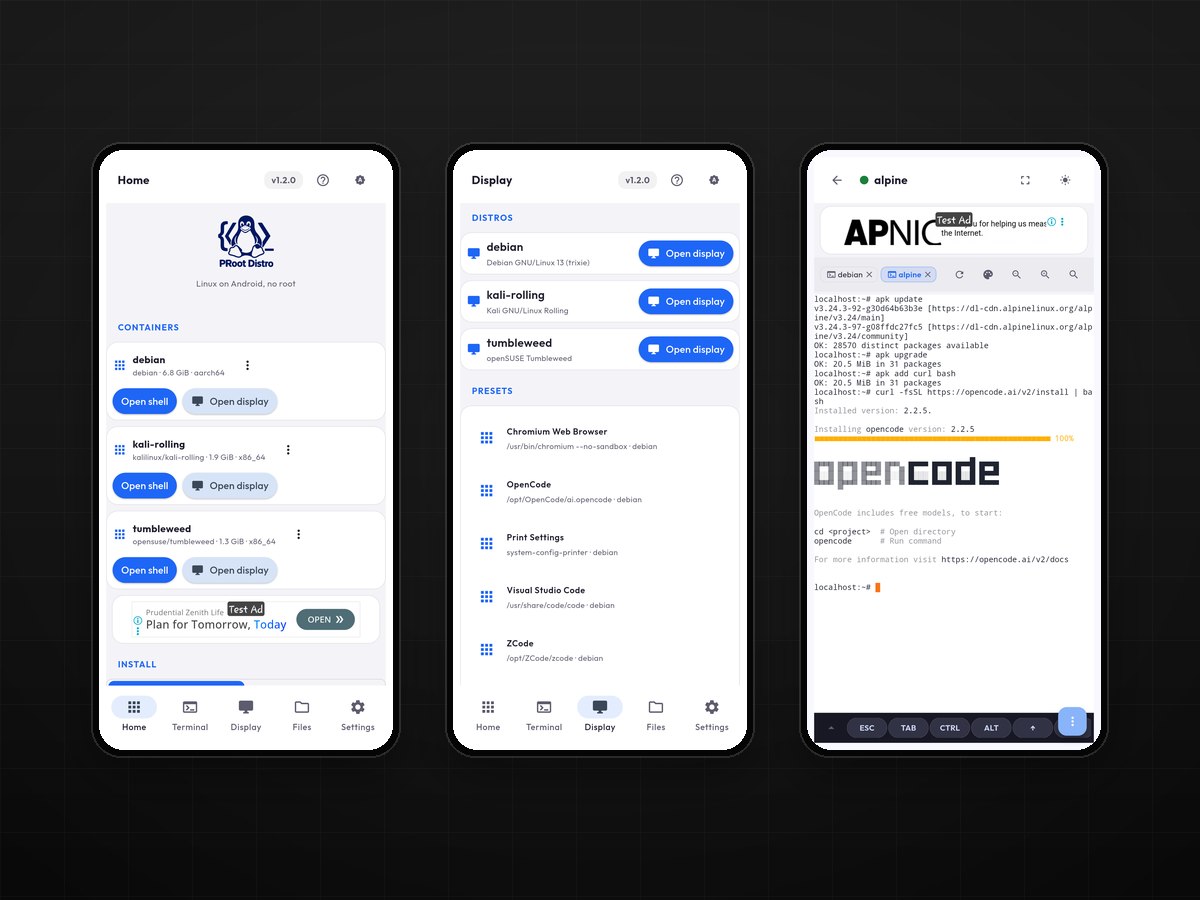 Home
v1.2.0
PRoot Distro
Linux on Android, no root
CONTAINERS
debian
debian · 6.8 GiB · aarch64
Open shell
Open display
kali-rolling
kalilinux/kali-rolling · 1.9 GiB · x86_64
Open shell
Open display
tumbleweed
opensuse/tumbleweed · 1.3 GiB · x86_64
Open shell
Open display
Test Ad
Prudential Zenith Life
Plan for Tomorrow, Today
OPEN
INSTALL
Home
Terminal
Display
Files
Settings
Display
v1.2.0
DISTROS
debian
Debian GNU/Linux 13 (trixie)
Open display
kali-rolling
Kali GNU/Linux Rolling
Open display
tumbleweed
openSUSE Tumbleweed
Open display
PRESETS
Chromium Web Browser
/usr/bin/chromium --no-sandbox · debian
OpenCode
/opt/OpenCode/ai.opencode · debian
Print Settings
system-config-printer · debian
Visual Studio Code
/usr/share/code/code · debian
ZCode
/opt/ZCode/zcode · debian
Home
Terminal
Display
Files
Settings
alpine
APNIC
Test Ad
for helping us meas
the Internet.
debian
alpine
localhost:~# apk update
v3.24.3-92-g30d64b63b3e [https://dl-cdn.alpinelinux.org/alp
ine/v3.24/main]
v3.24.3-97-g08ffdc27fc5 [https://dl-cdn.alpinelinux.org/alp
ine/v3.24/community]
OK: 28570 distinct packages available
localhost:~# apk upgrade
OK: 20.5 MiB in 31 packages
localhost:~# apk add curl bash
OK: 20.5 MiB in 31 packages
localhost:~# curl -fsSL https://opencode.ai/v2/install | ba
sh
Installed version: 2.2.5.
Installing opencode version: 2.2.5
100%
opencode
OpenCode includes free models, to start:
cd <project> # Open directory
opencode # Run command
For more information visit https://opencode.ai/v2/docs
localhost:~#
ESC
TAB
CTRL
ALT